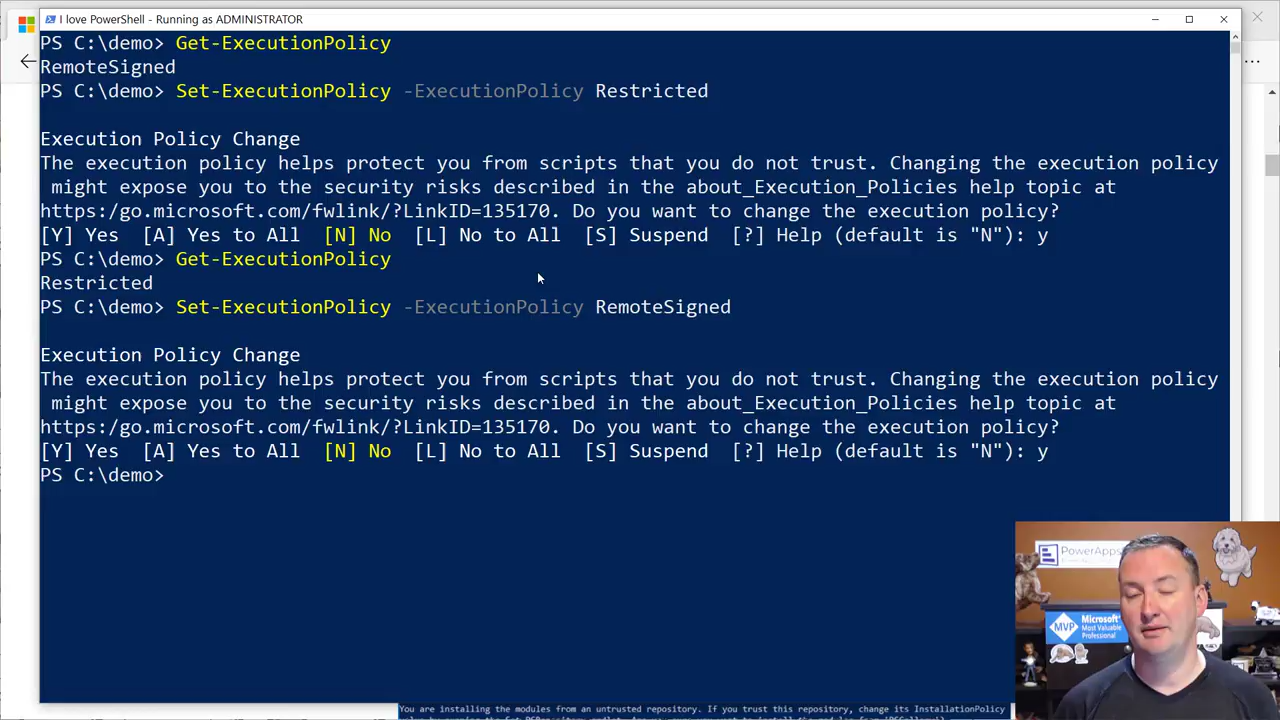 I love PowerShell - Running as ADMINISTRATOR
PS C:\demo> Get-ExecutionPolicy
RemoteSigned
PS C:\demo> Set-ExecutionPolicy -ExecutionPolicy Restricted
Execution Policy Change
The execution policy helps protect you from scripts that you do not trust. Changing the execution policy
might expose you to the security risks described in the about_Execution_Policies help topic at
https:/go.microsoft.com/fwlink/?LinkID=135170. Do you want to change the execution policy?
[Y] Yes [A] Yes to All [N] No [L] No to All [S] Suspend [?] Help (default is "N"): y
PS C:\demo> Get-ExecutionPolicy
Restricted
PS C:\demo> Set-ExecutionPolicy -ExecutionPolicy RemoteSigned
Execution Policy Change
The execution policy helps protect you from scripts that you do not trust. Changing the execution policy
might expose you to the security risks described in the about_Execution_Policies help topic at
https:/go.microsoft.com/fwlink/?LinkID=135170. Do you want to change the execution policy?
[Y] Yes [A] Yes to All [N] No [L] No to All [S] Suspend [?] Help (default is "N"): y
PS C:\demo>
PowerApps
MVP
Microsoft
Most Valuable
Professional
You are installing the modules from an untrusted repository. If you trust this repository, change its InstallationPolicy